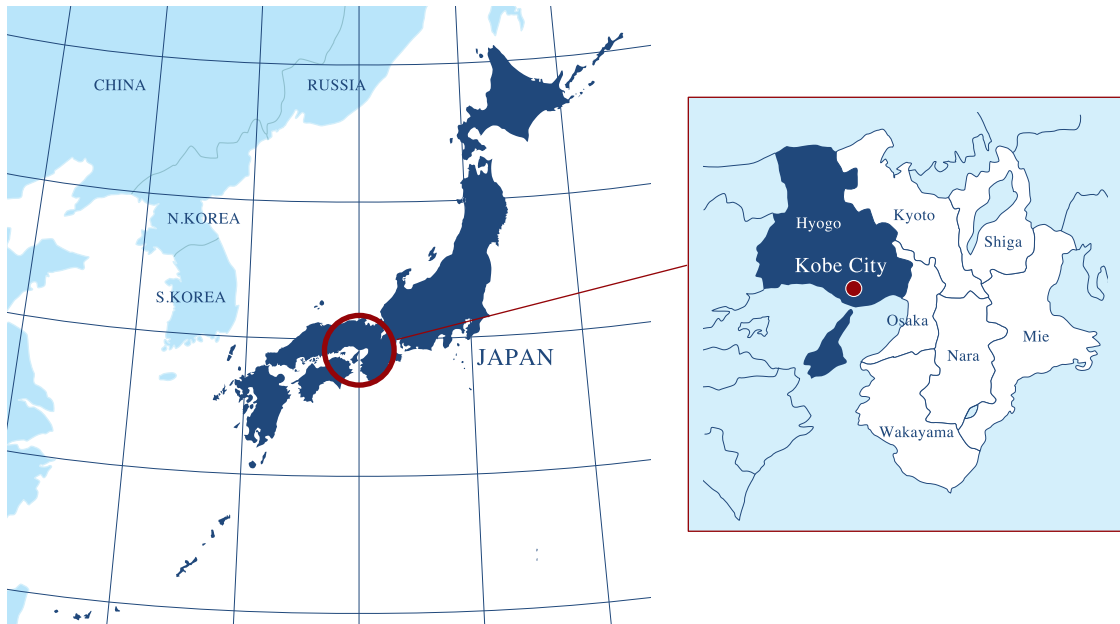 CHINA
RUSSIA
N.KOREA
S.KOREA
JAPAN
Hyogo
Kyoto
Shiga
Kobe City
Osaka
Mie
Nara
Wakayama